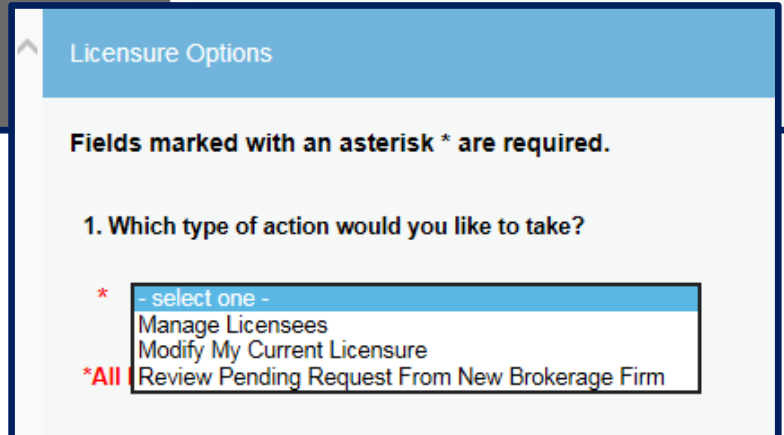 Licensure Options
Fields marked with an asterisk * are required.
1. Which type of action would you like to take?
* - select one -
Manage Licensees
Modify My Current Licensure
*All Review Pending Request From New Brokerage Firm